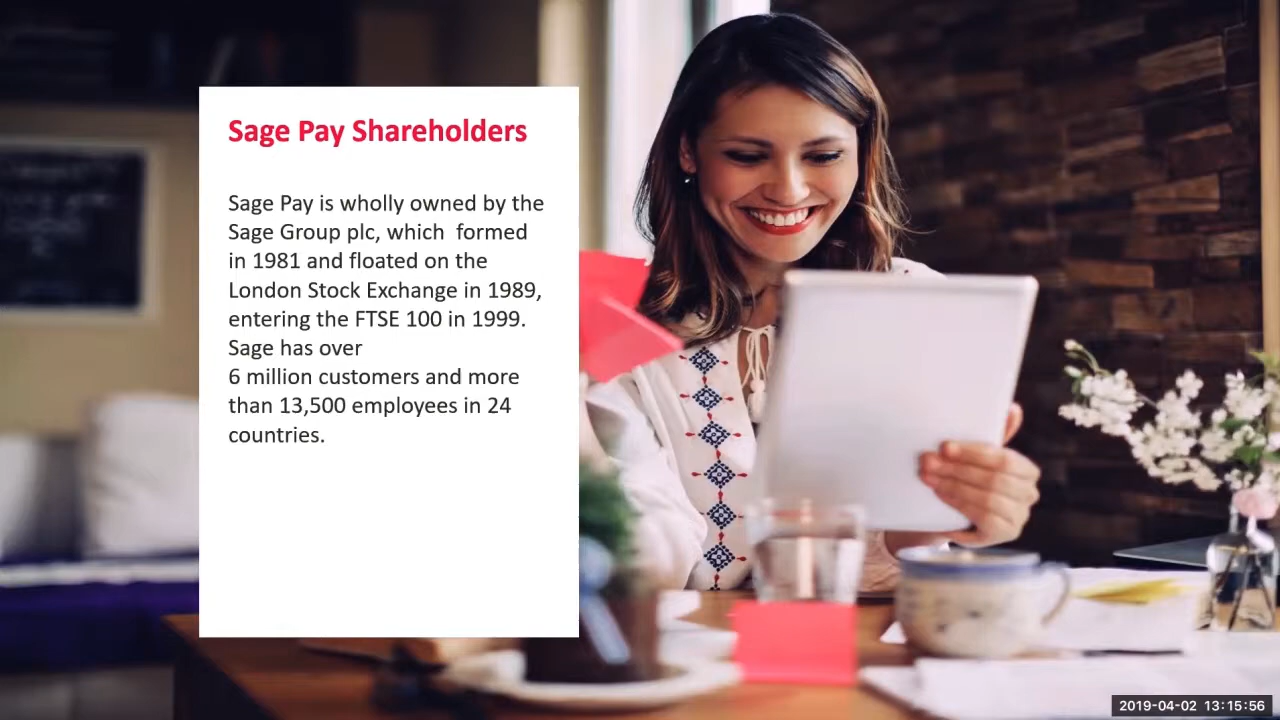 Sage Pay Shareholders
Sage Pay is wholly owned by the
Sage Group plc, which  formed
in 1981 and floated on the
London Stock Exchange in 1989,
entering the FTSE 100 in 1999.
Sage has over
6 million customers and more
than 13,500 employees in 24
countries.
2019-04-02  13:15:56